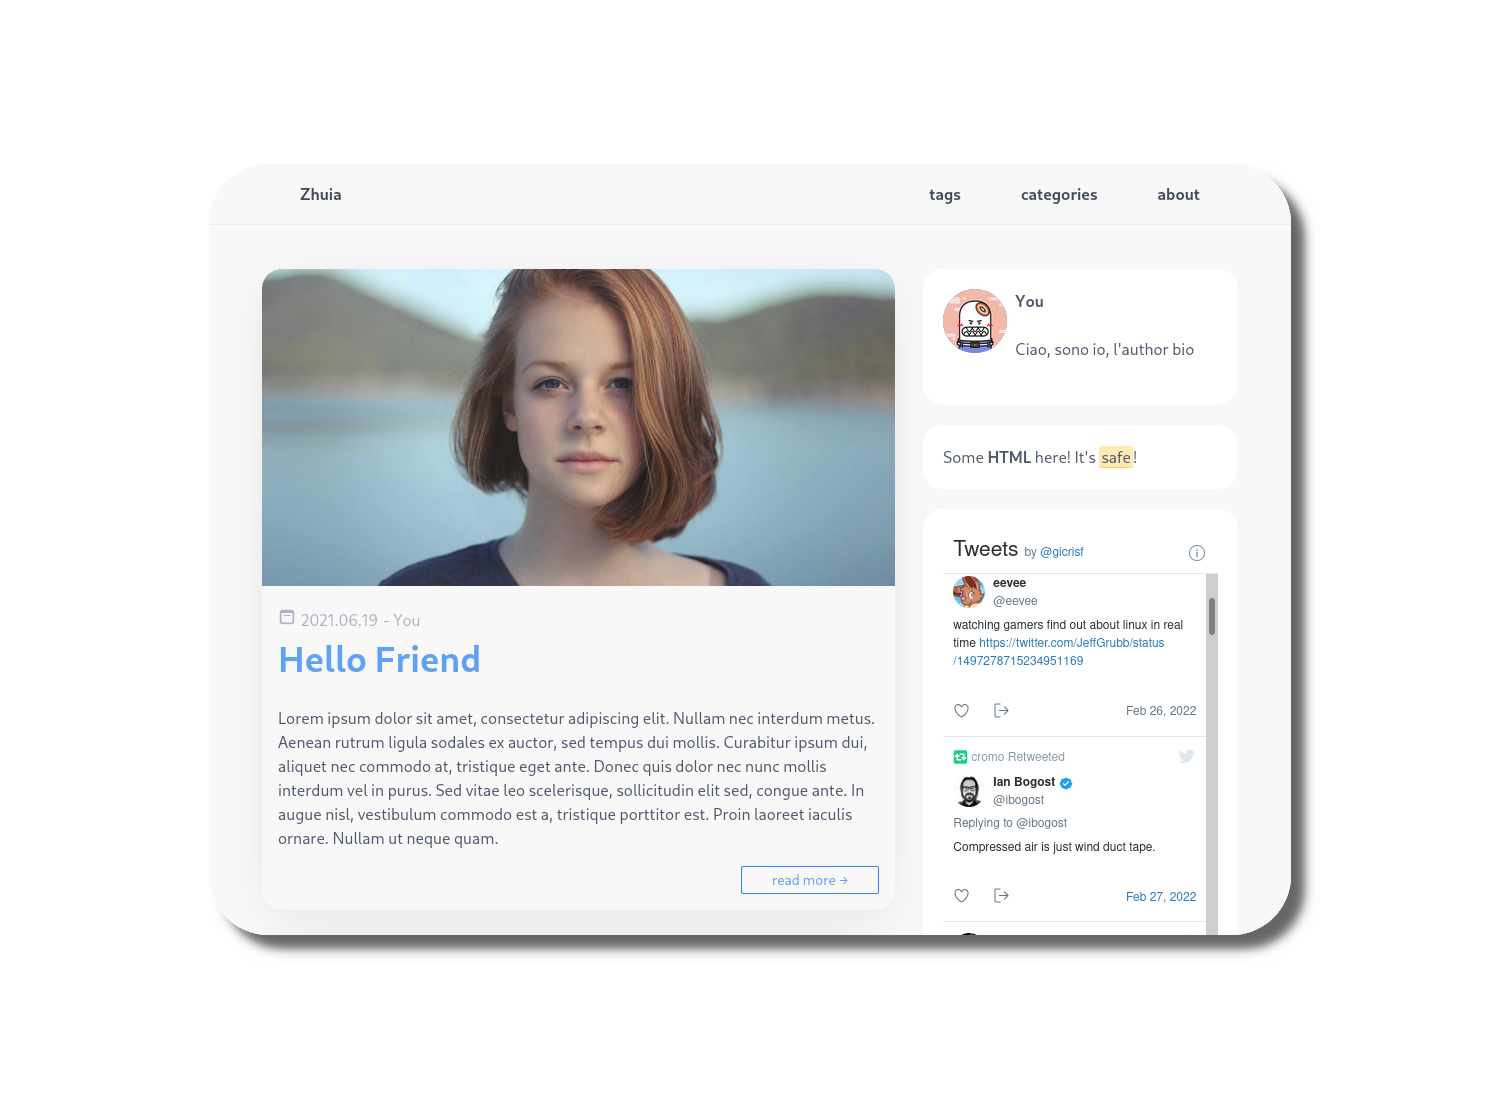 Zhuia
tags
categories
about
2021.06.19 - You
Hello Friend
Lorem ipsum dolor sit amet, consectetur adipiscing elit. Nullam nec interdum metus.
Aenean rutrum ligula sodales ex auctor, sed tempus dui mollis. Curabitur ipsum dui,
aliquet nec commodo at, tristique eget ante. Donec quis dolor nec nunc mollis
interdum vel in purus. Sed vitae leo scelerisque, sollicitudin elit sed, congue ante. In
augue nisl, vestibulum commodo est a, tristique porttitor est. Proin laoreet iaculis
ornare. Nullam ut neque quam.
read more →
You
Ciao, sono io, l'author bio
Some HTML here! It's safe!
Tweets by @gicrisf
eevee
@eevee
watching gamers find out about linux in real
time https://twitter.com/JeffGrubb/status
/1497278715234951169
Feb 26, 2022
cromo Retweeted
Ian Bogost
@ibogost
Replying to @ibogost
Compressed air is just wind duct tape.
Feb 27, 2022